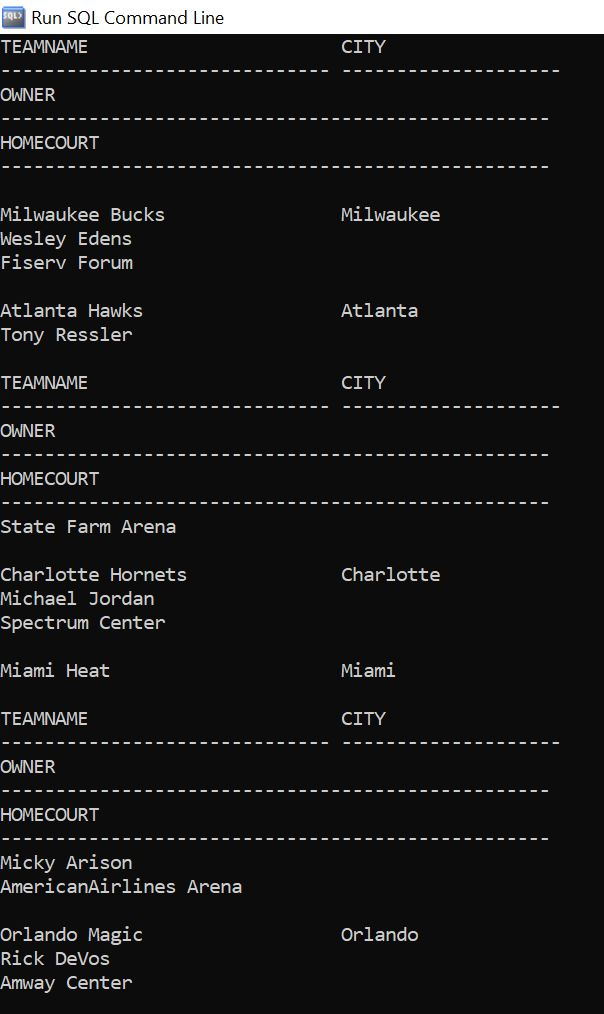 SQL> Run SQL Command Line
TEAMNAME                       CITY
------------------------------ --------------------
OWNER
--------------------------------------------------
HOMECOURT
--------------------------------------------------
Milwaukee Bucks                Milwaukee
Wesley Edens
Fiserv Forum
Atlanta Hawks                  Atlanta
Tony Ressler
TEAMNAME                       CITY
------------------------------ --------------------
OWNER
--------------------------------------------------
HOMECOURT
--------------------------------------------------
State Farm Arena
Charlotte Hornets              Charlotte
Michael Jordan
Spectrum Center
Miami Heat                     Miami
TEAMNAME                       CITY
------------------------------ --------------------
OWNER
--------------------------------------------------
HOMECOURT
--------------------------------------------------
Micky Arison
AmericanAirlines Arena
Orlando Magic                  Orlando
Rick DeVos
Amway Center